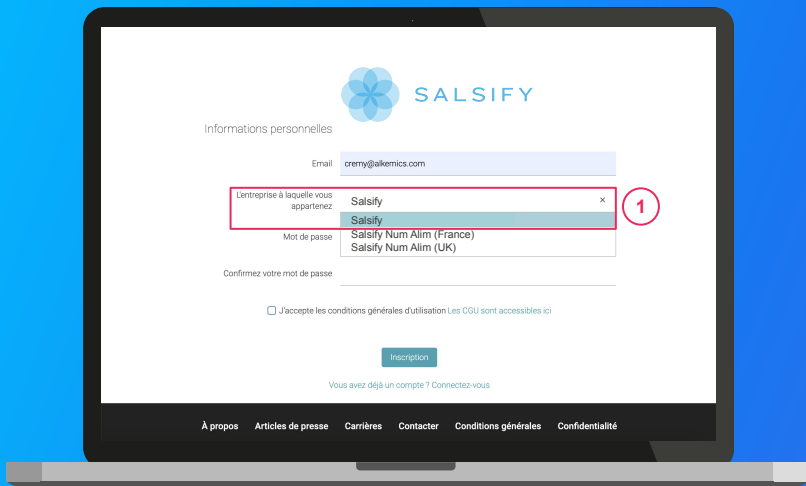 SALSIFY
Informations personnelles
Email
cremy@alkemics.com
L'entreprise à laquelle vous
appartenez
Salsify ×
1
Salsify
Salsify Num Alim (France)
Salsify Num Alim (UK)
Mot de passe
Confirmez votre mot de passe
J'accepte les conditions générales d'utilisation Les CGU sont accessibles ici
Inscription
Vous avez déjà un compte ? Connectez-vous
À propos Articles de presse Carrières Contacter Conditions générales Confidentialité